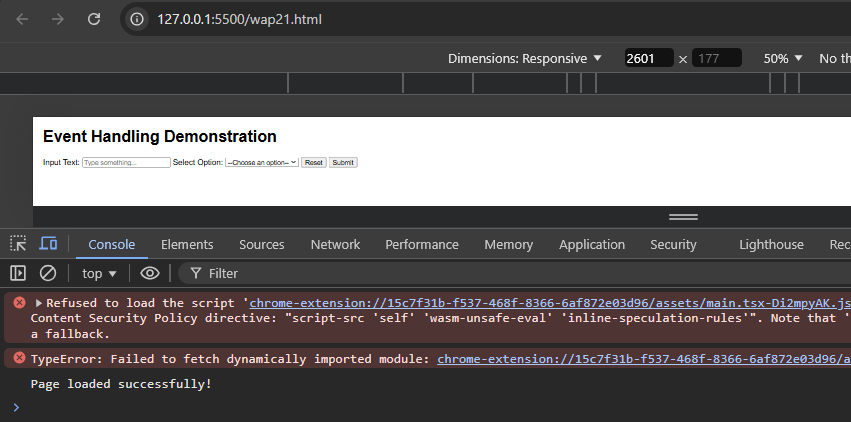 127.0.0.1:5500/wap21.html
Dimensions: Responsive 2601 × 177 50% No th
Event Handling Demonstration
Input Text: Type something... Select Option: --Choose an option-- Reset Submit
Console Elements Sources Network Performance Memory Application Security Lighthouse Rec
top Filter
Refused to load the script 'chrome-extension://15c7f31b-f537-468f-8366-6af872e03d96/assets/main.tsx-Di2mpyAK.js
Content Security Policy directive: "script-src 'self' 'wasm-unsafe-eval' 'inline-speculation-rules'". Note that '
a fallback.
TypeError: Failed to fetch dynamically imported module: chrome-extension://15c7f31b-f537-468f-8366-6af872e03d96/a
Page loaded successfully!